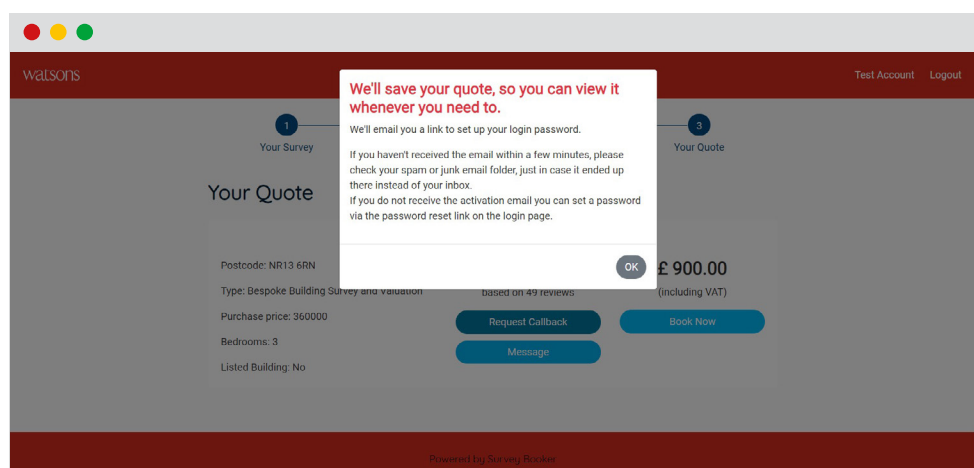 watsons
Test Account Logout
We'll save your quote, so you can view it
whenever you need to.
We'll email you a link to set up your login password.
If you haven't received the email within a few minutes, please
check your spam or junk email folder, just in case it ended up
there instead of your inbox.
If you do not receive the activation email you can set a password
via the password reset link on the login page.
OK
1
Your Survey
3
Your Quote
Your Quote
Postcode: NR13 6RN
Type: Bespoke Building Survey and Valuation
Purchase price: 360000
Bedrooms: 3
Listed Building: No
based on 49 reviews
Request Callback
Message
£ 900.00
(including VAT)
Book Now
Powered by Survey Booker